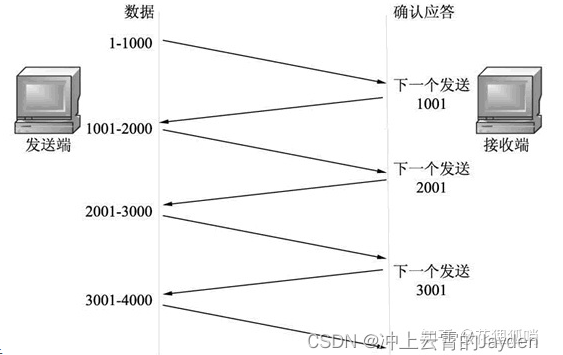 数据
确认应答
1-1000
下一个发送
1001
发送端
接收端
1001-2000
下一个发送
2001
2001-3000
下一个发送
3001
3001-4000
知乎
CSDN @冲上云霄的Jayden